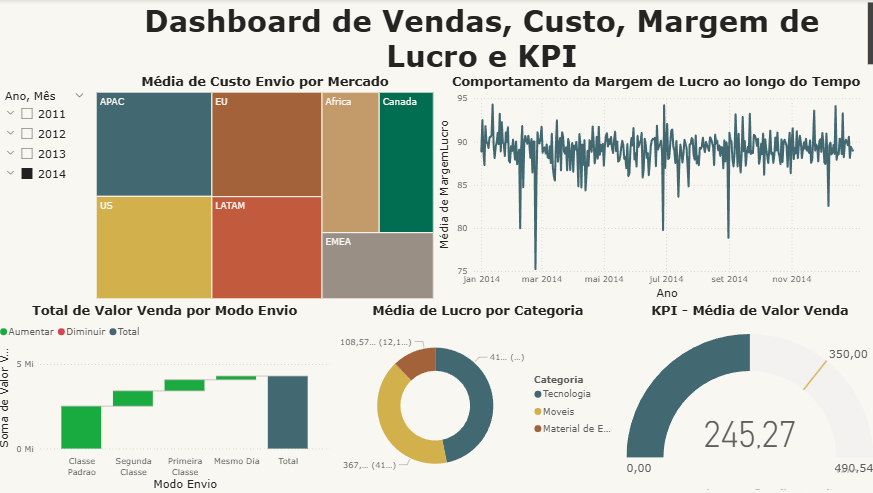 Dashboard de Vendas, Custo, Margem de
Lucro e KPI
Ano, Mês
2011
2012
2013
2014
Média de Custo Envio por Mercado
APAC
EU
Africa
Canada
US
LATAM
EMEA
Comportamento da Margem de Lucro ao longo do Tempo
Média de MargemLucro
95
90
85
80
75
jan 2014
mar 2014
mai 2014
jul 2014
set 2014
nov 2014
Ano
Total de Valor Venda por Modo Envio
Aumentar
Diminuir
Total
Soma de Valor V...
5 Mi
0 Mi
Classe
Padrao
Segunda
Classe
Primeira
Classe
Mesmo Dia
Total
Modo Envio
Média de Lucro por Categoria
108,57... (12,1...)
41... (...)
367,... (41...)
Categoria
Tecnologia
Moveis
Material de E...
KPI - Média de Valor Venda
350,00
245,27
0,00
490,54